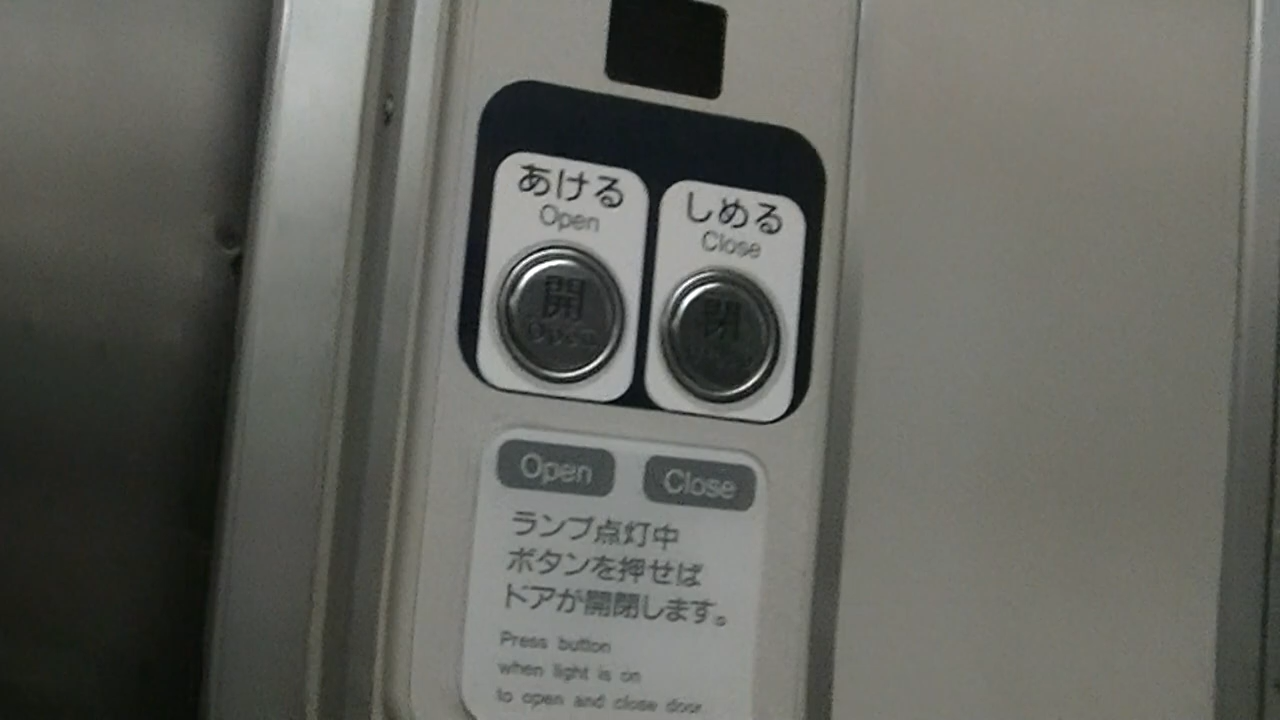 あける
Open
しめる
Close
開
Open
閉
Open
Close
ランプ点灯中
ボタンを押せば
ドアが開閉します。
Press button
when light is on
to open and close door